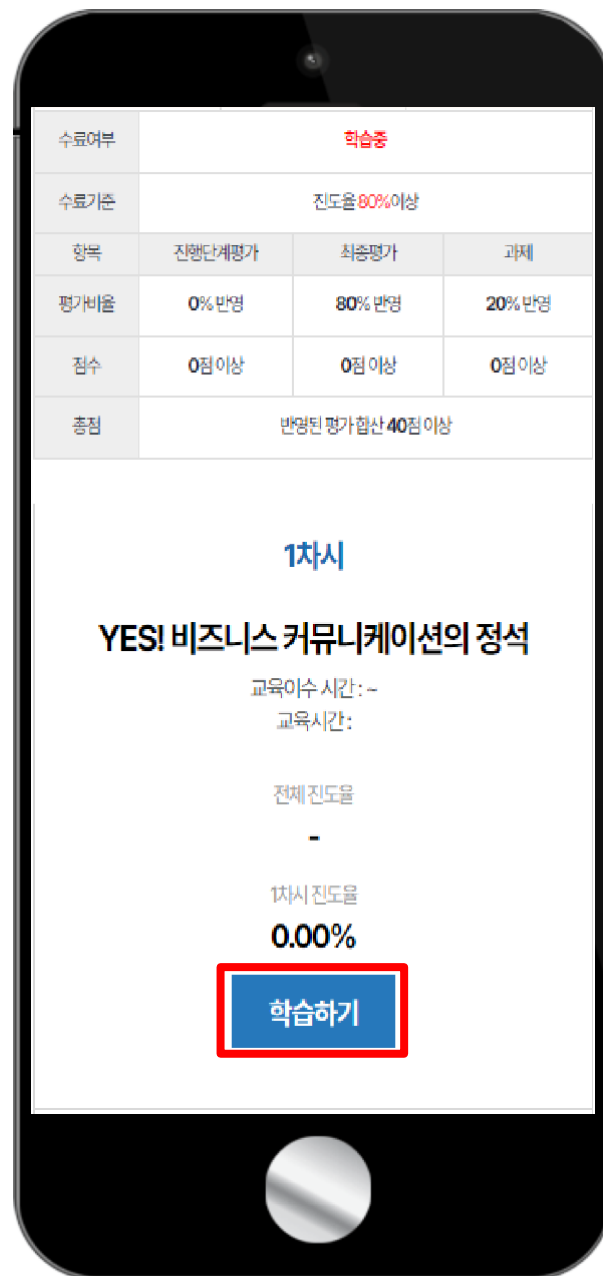 수료여부 학습중
수료기준 진도율 80%이상
항목 진행단계평가 최종평가 과제
평가비율 0% 반영 80% 반영 20% 반영
점수 0점 이상 0점 이상 0점 이상
총점 반영된 평가 합산 40점 이상
1차시
YES! 비즈니스 커뮤니케이션의 정석
교육이수 시간 : ~
교육시간 :
전체 진도율
-
1차시 진도율
0.00%
학습하기